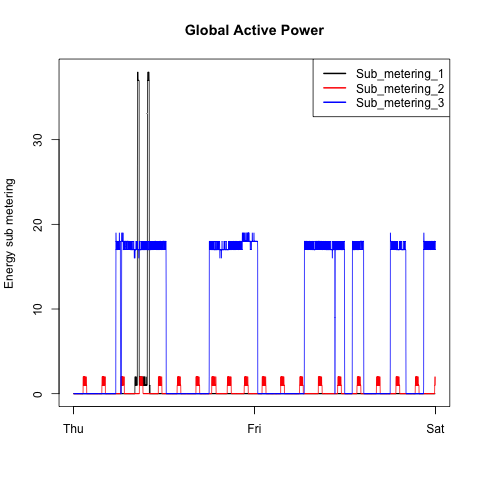 Global Active Power
Sub_metering_1
Sub_metering_2
Sub_metering_3
Energy sub metering
30
20
10
0
Thu Fri Sat